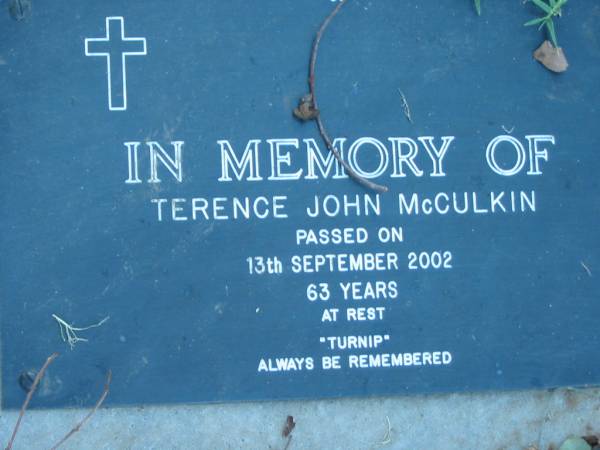 IN MEMORY OF
TERENCE JOHN McCULKIN
PASSED ON
13th SEPTEMBER 2002
63 YEARS
AT REST
"TURNIP"
ALWAYS BE REMEMBERED